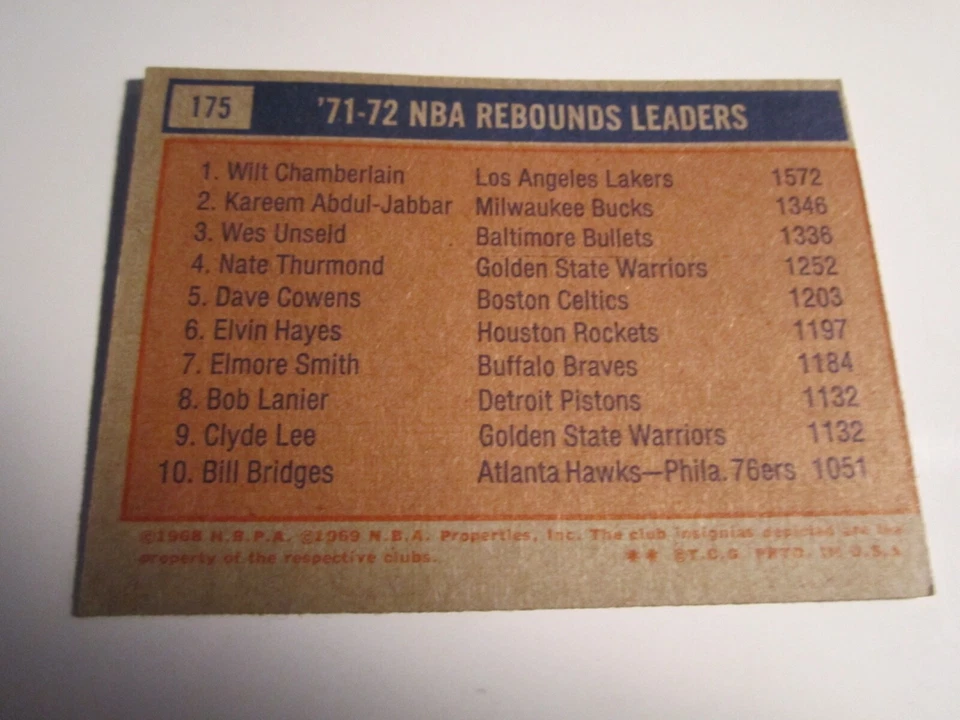 175 '71-72 NBA REBOUNDS LEADERS
1. Wilt Chamberlain Los Angeles Lakers 1572
2. Kareem Abdul-Jabbar Milwaukee Bucks 1346
3. Wes Unseld Baltimore Bullets 1336
4. Nate Thurmond Golden State Warriors 1252
5. Dave Cowens Boston Celtics 1203
6. Elvin Hayes Houston Rockets 1197
7. Elmore Smith Buffalo Braves 1184
8. Bob Lanier Detroit Pistons 1132
9. Clyde Lee Golden State Warriors 1132
10. Bill Bridges Atlanta Hawks—Phila. 76ers 1051
©1968 N.B.P.A. ©1969 N.B.A. Properties, Inc. The club insignias depicted are the
property of the respective clubs. ** ©T.C.G. PRTD. IN U.S.A